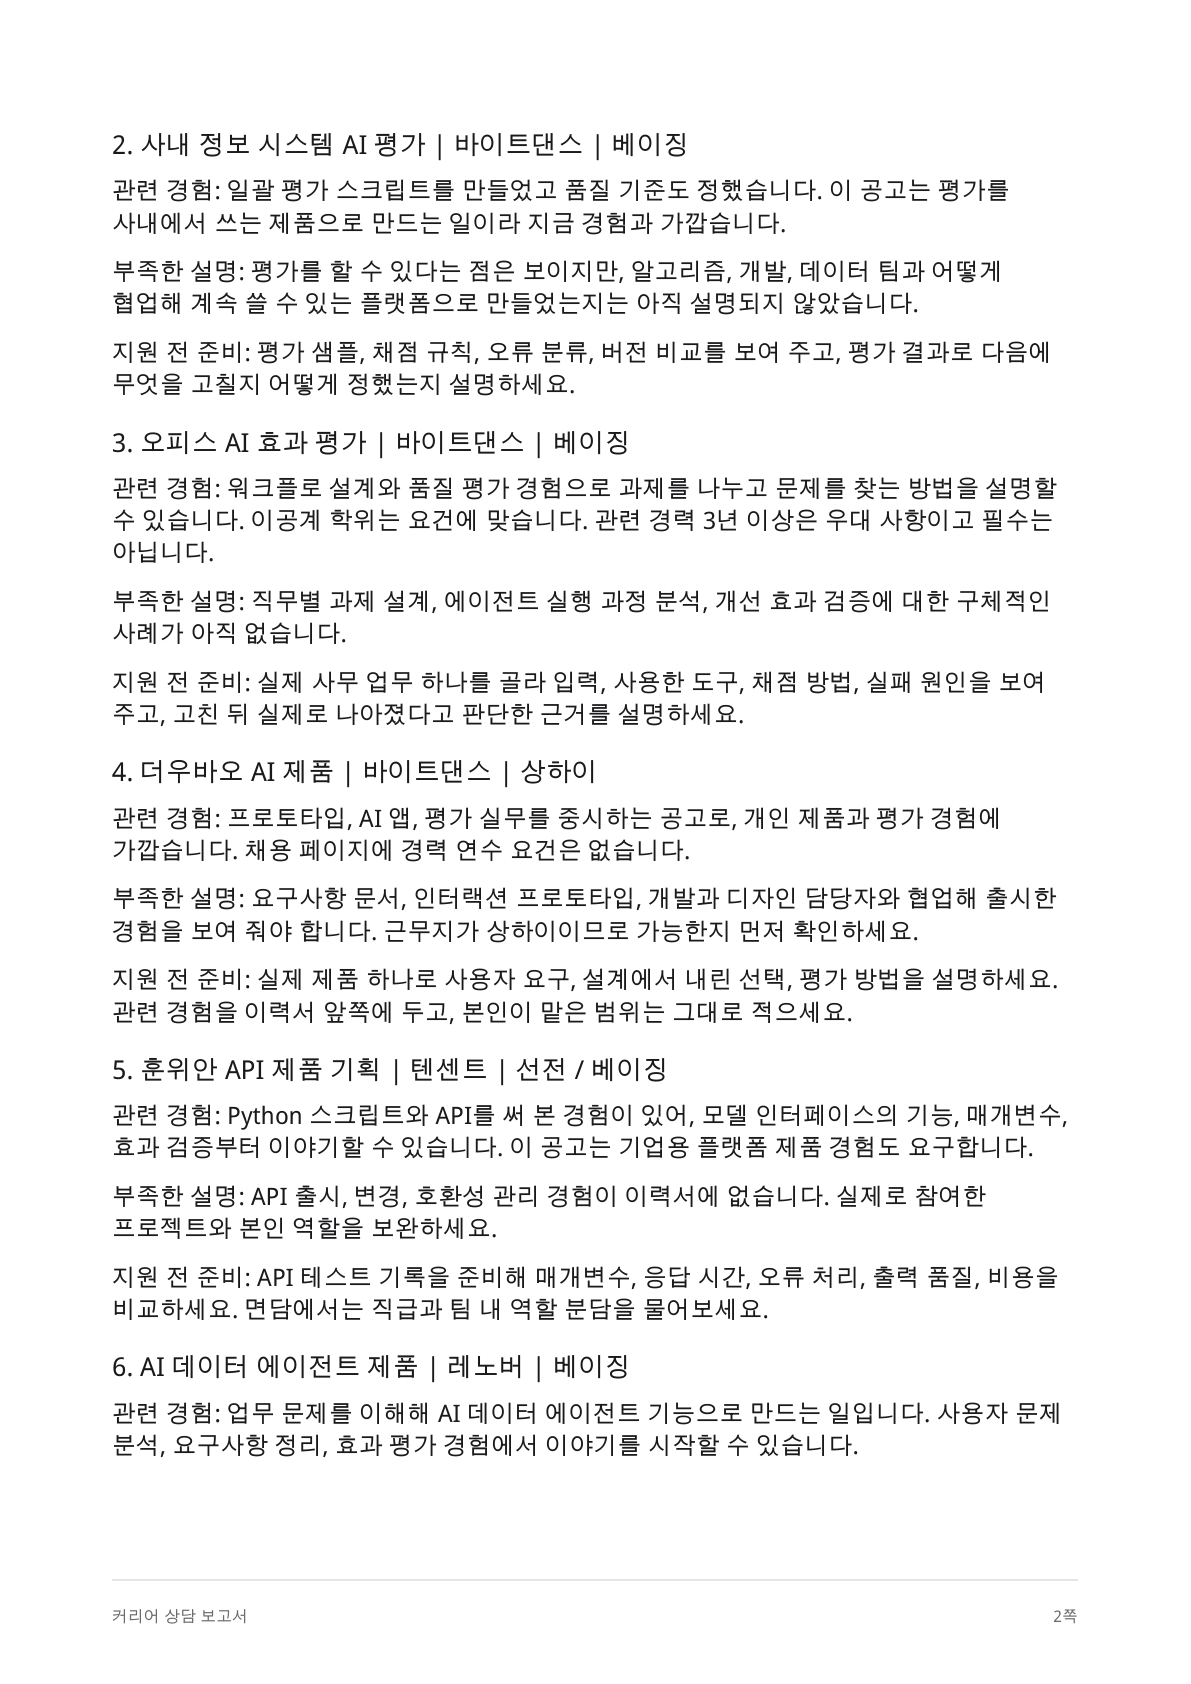 2. 사내 정보 시스템 AI 평가 | 바이트댄스 | 베이징
관련 경험: 일괄 평가 스크립트를 만들었고 품질 기준도 정했습니다. 이 공고는 평가를
사내에서 쓰는 제품으로 만드는 일이라 지금 경험과 가깝습니다.
부족한 설명: 평가를 할 수 있다는 점은 보이지만, 알고리즘, 개발, 데이터 팀과 어떻게
협업해 계속 쓸 수 있는 플랫폼으로 만들었는지는 아직 설명되지 않았습니다.
지원 전 준비: 평가 샘플, 채점 규칙, 오류 분류, 버전 비교를 보여 주고, 평가 결과로 다음에
무엇을 고칠지 어떻게 정했는지 설명하세요.
3. 오피스 AI 효과 평가 | 바이트댄스 | 베이징
관련 경험: 워크플로 설계와 품질 평가 경험으로 과제를 나누고 문제를 찾는 방법을 설명할
수 있습니다. 이공계 학위는 요건에 맞습니다. 관련 경력 3년 이상은 우대 사항이고 필수는
아닙니다.
부족한 설명: 직무별 과제 설계, 에이전트 실행 과정 분석, 개선 효과 검증에 대한 구체적인
사례가 아직 없습니다.
지원 전 준비: 실제 사무 업무 하나를 골라 입력, 사용한 도구, 채점 방법, 실패 원인을 보여
주고, 고친 뒤 실제로 나아졌다고 판단한 근거를 설명하세요.
4. 더우바오 AI 제품 | 바이트댄스 | 상하이
관련 경험: 프로토타입, AI 앱, 평가 실무를 중시하는 공고로, 개인 제품과 평가 경험에
가깝습니다. 채용 페이지에 경력 연수 요건은 없습니다.
부족한 설명: 요구사항 문서, 인터랙션 프로토타입, 개발과 디자인 담당자와 협업해 출시한
경험을 보여 줘야 합니다. 근무지가 상하이이므로 가능한지 먼저 확인하세요.
지원 전 준비: 실제 제품 하나로 사용자 요구, 설계에서 내린 선택, 평가 방법을 설명하세요.
관련 경험을 이력서 앞쪽에 두고, 본인이 맡은 범위는 그대로 적으세요.
5. 훈위안 API 제품 기획 | 텐센트 | 선전 / 베이징
관련 경험: Python 스크립트와 API를 써 본 경험이 있어, 모델 인터페이스의 기능, 매개변수,
효과 검증부터 이야기할 수 있습니다. 이 공고는 기업용 플랫폼 제품 경험도 요구합니다.
부족한 설명: API 출시, 변경, 호환성 관리 경험이 이력서에 없습니다. 실제로 참여한
프로젝트와 본인 역할을 보완하세요.
지원 전 준비: API 테스트 기록을 준비해 매개변수, 응답 시간, 오류 처리, 출력 품질, 비용을
비교하세요. 면담에서는 직급과 팀 내 역할 분담을 물어보세요.
6. AI 데이터 에이전트 제품 | 레노버 | 베이징
관련 경험: 업무 문제를 이해해 AI 데이터 에이전트 기능으로 만드는 일입니다. 사용자 문제
분석, 요구사항 정리, 효과 평가 경험에서 이야기를 시작할 수 있습니다.
커리어 상담 보고서
2쪽